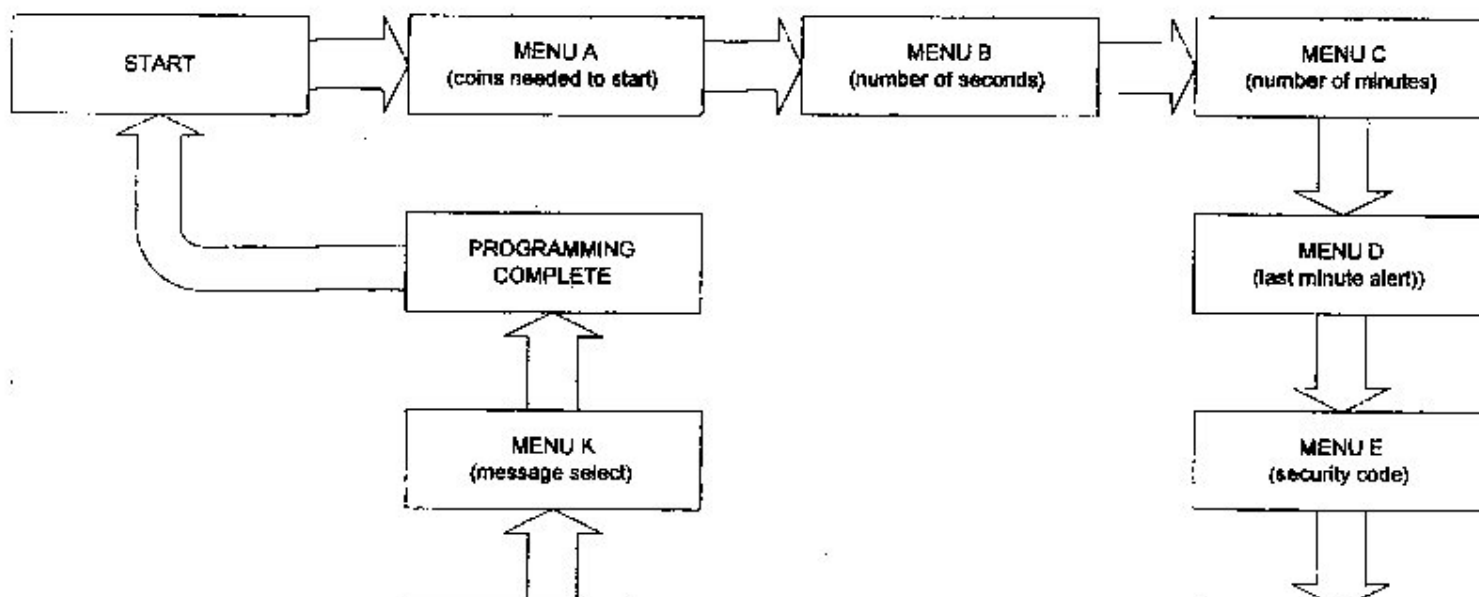 START
MENU A
(coins needed to start)
MENU B
(number of seconds)
MENU C
(number of minutes)
PROGRAMMING
COMPLETE
MENU D
(last minute alert))
MENU K
(message select)
MENU E
(security code)